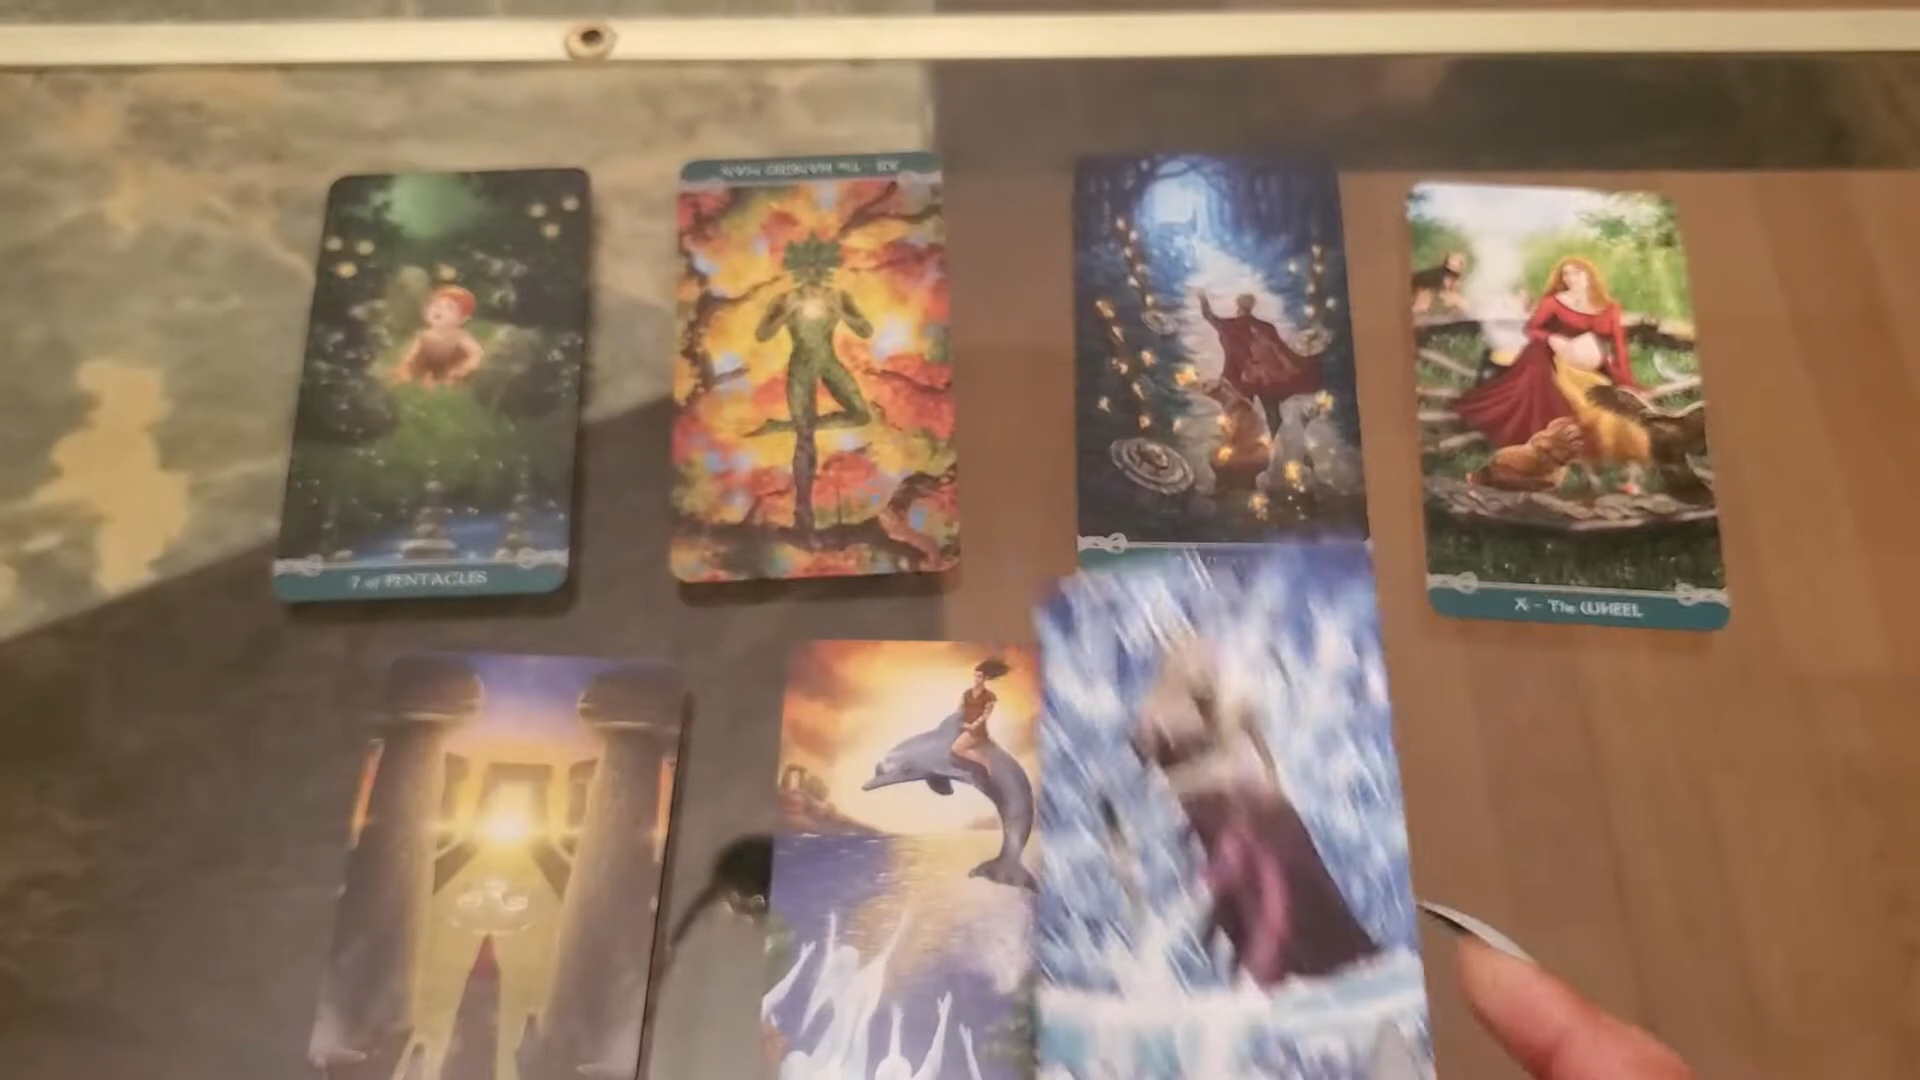 7 of PENTACLES
XII - The HANGED MAN
X - The WHEEL